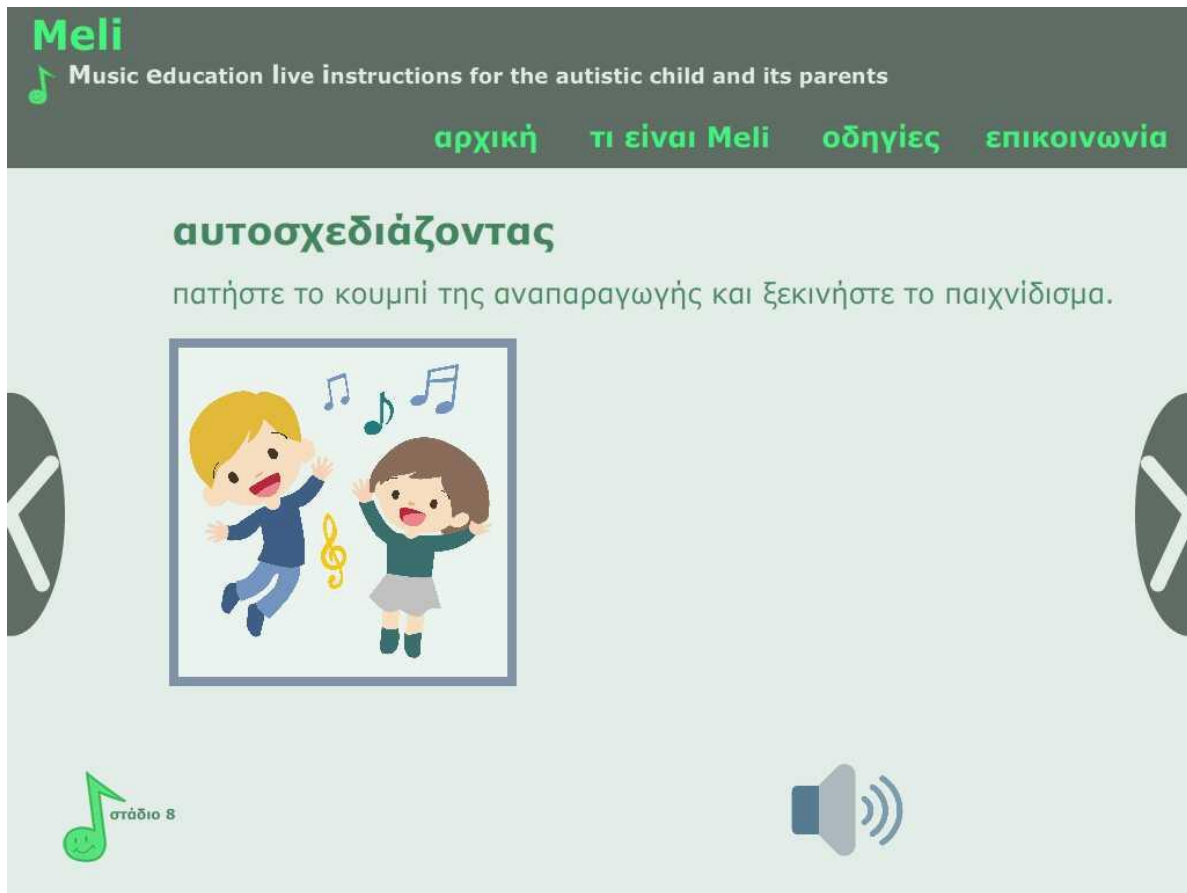 Meli
Music education live instructions for the autistic child and its parents
αρχική τι είναι Meli οδηγίες επικοινωνία
αυτοσχεδιάζοντας
πατήστε το κουμπί της αναπαραγωγής και ξεκινήστε το παιχνίδισμα.
στάδιο 8